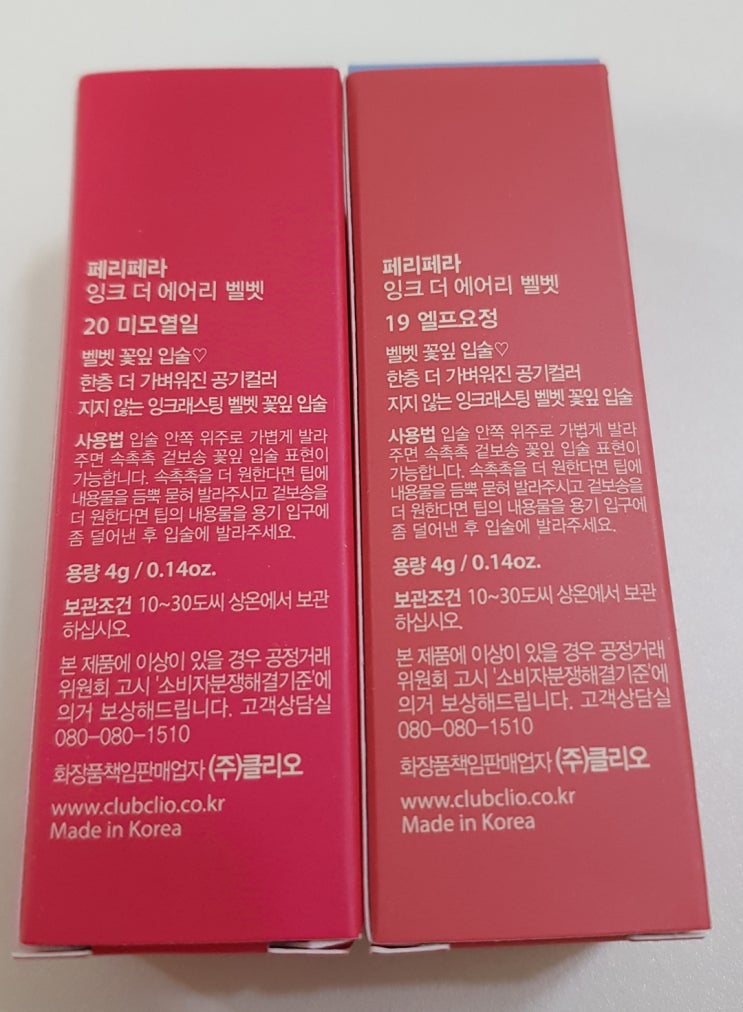 페리페라
잉크 더 에어리 벨벳
20 미모열일
벨벳 꽃잎 입술♡
한층 더 가벼워진 공기컬러
지지 않는 잉크래스팅 벨벳 꽃잎 입술
사용법 입술 안쪽 위주로 가볍게 발라
주면 속촉촉 겉보송 꽃잎 입술 표현이
가능합니다. 속촉촉을 더 원한다면 팁에
내용물을 듬뿍 묻혀 발라주시고 겉보송을
더 원한다면 팁의 내용물을 용기 입구에
좀 덜어낸 후 입술에 발라주세요.
용량 4g / 0.14oz.
보관조건 10~30도씨 상온에서 보관
하십시오.
본 제품에 이상이 있을 경우 공정거래
위원회 고시 '소비자분쟁해결기준'에
의거 보상해드립니다. 고객상담실
080-080-1510
화장품책임판매업자 (주)클리오
www.clubclio.co.kr
Made in Korea
페리페라
잉크 더 에어리 벨벳
19 엘프요정
벨벳 꽃잎 입술♡
한층 더 가벼워진 공기컬러
지지 않는 잉크래스팅 벨벳 꽃잎 입술
사용법 입술 안쪽 위주로 가볍게 발라
주면 속촉촉 겉보송 꽃잎 입술 표현이
가능합니다. 속촉촉을 더 원한다면 팁에
내용물을 듬뿍 묻혀 발라주시고 겉보송을
더 원한다면 팁의 내용물을 용기 입구에
좀 덜어낸 후 입술에 발라주세요.
용량 4g / 0.14oz.
보관조건 10~30도씨 상온에서 보관
하십시오.
본 제품에 이상이 있을 경우 공정거래
위원회 고시 '소비자분쟁해결기준'에
의거 보상해드립니다. 고객상담실
080-080-1510
화장품책임판매업자 (주)클리오
www.clubclio.co.kr
Made in Korea